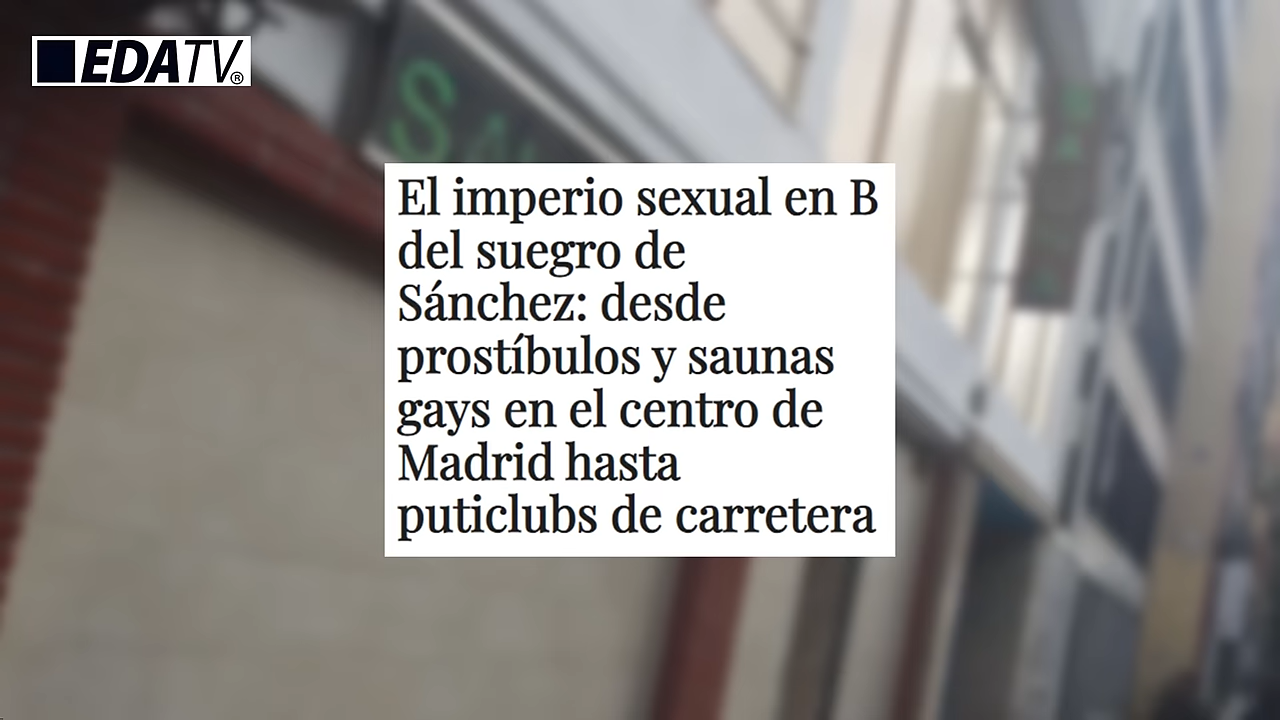 EDATV®
El imperio sexual en B
del suegro de
Sánchez: desde
prostíbulos y saunas
gays en el centro de
Madrid hasta
puticlubs de carretera